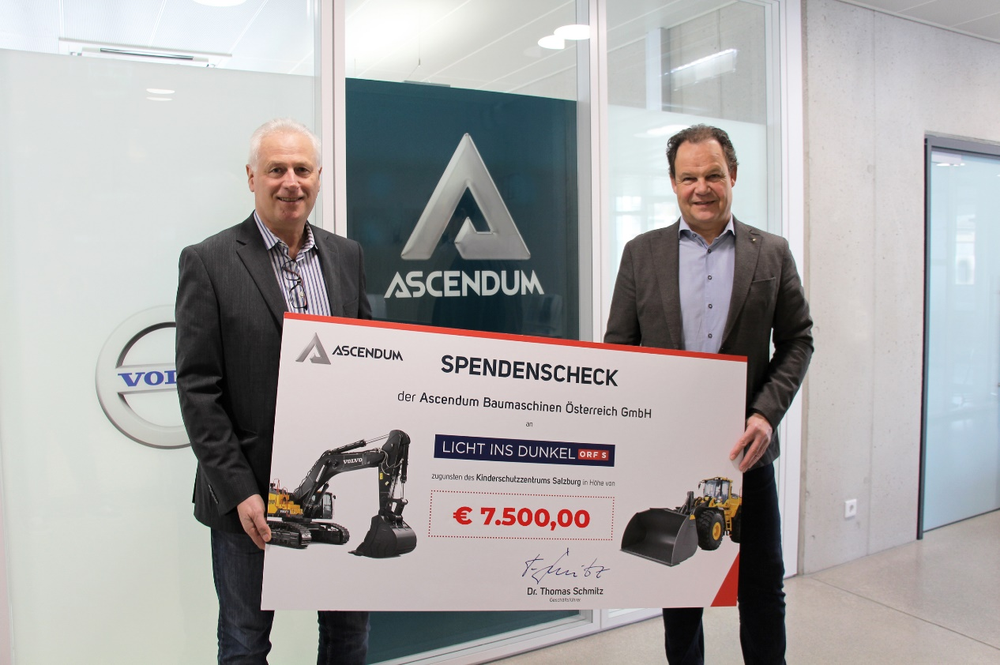 ASCENDUM
VOL
ASCENDUM
SPENDENSCHECK
der Ascendum Baumaschinen Österreich GmbH
an
LICHT INS DUNKEL ORF S
VOLVO
zugunsten des Kinderschutzzentrums Salzburg in Höhe von
€ 7.500,00
Dr. Thomas Schmitz
Geschäftsführer